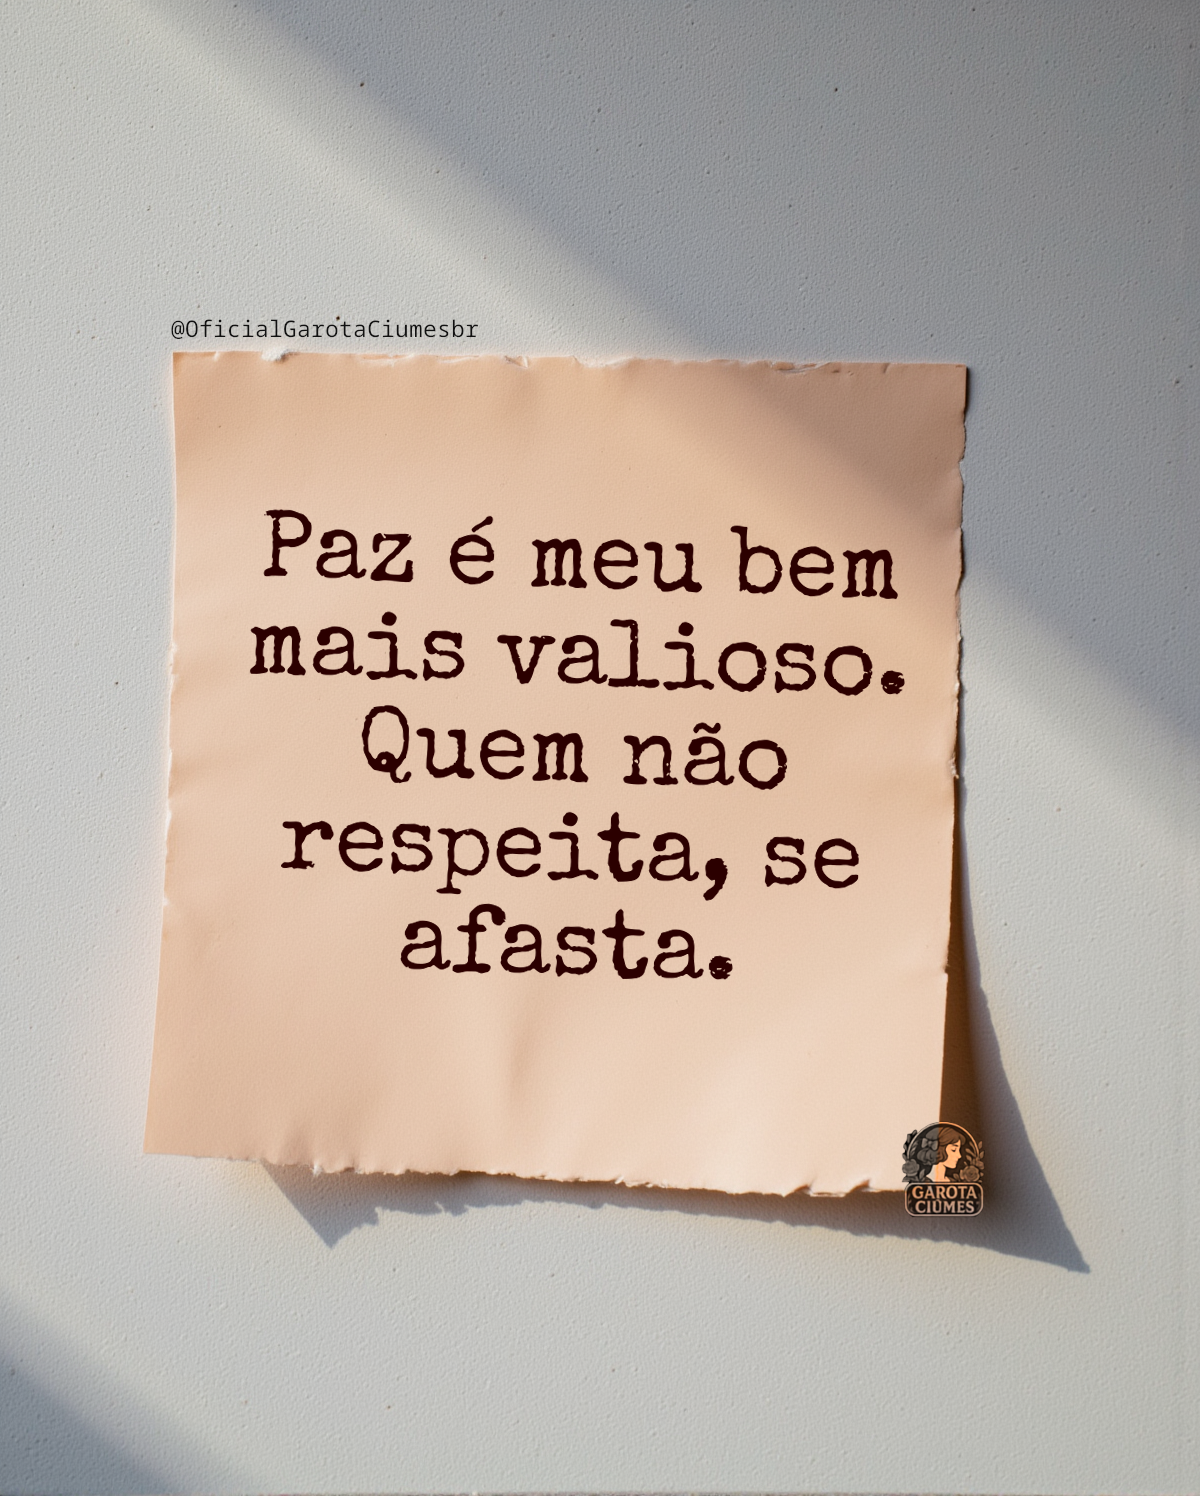 @OficialGarotaCiumesbr
Paz é meu bem
mais valioso.
Quem não
respeita, se
afasta.
GAROTA
CIÚMES